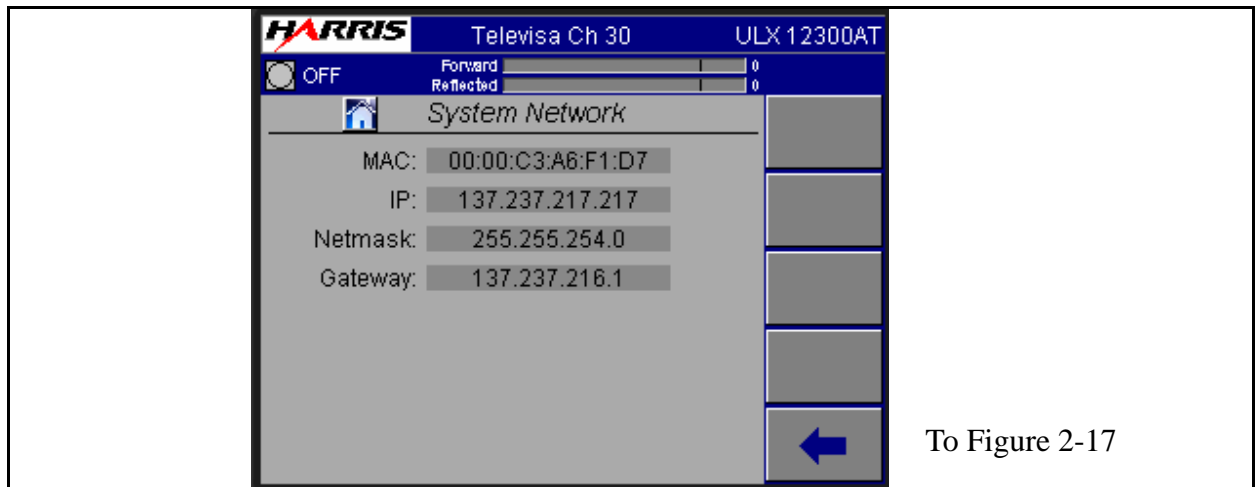 HARRIS Televisa Ch 30 ULX 12300AT
OFF Forward 0
Reflected 0
System Network
MAC: 00:00:C3:A6:F1:D7
IP: 137.237.217.217
Netmask: 255.255.254.0
Gateway: 137.237.216.1
To Figure 2-17